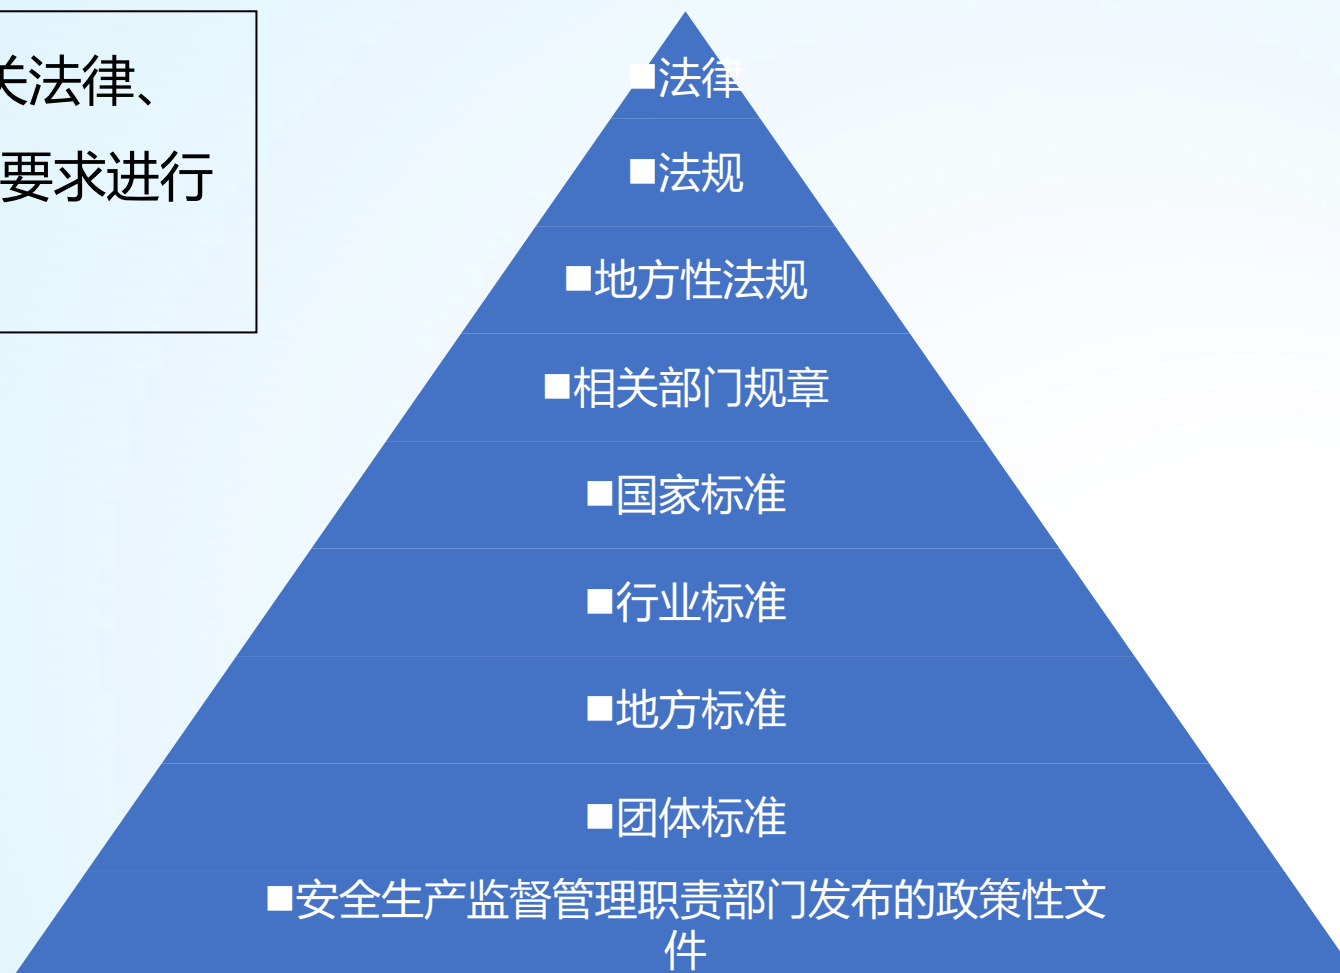 关法律、
要求进行
■法律
■法规
■地方性法规
■相关部门规章
■国家标准
■行业标准
■地方标准
■团体标准
■安全生产监督管理职责部门发布的政策性文
件